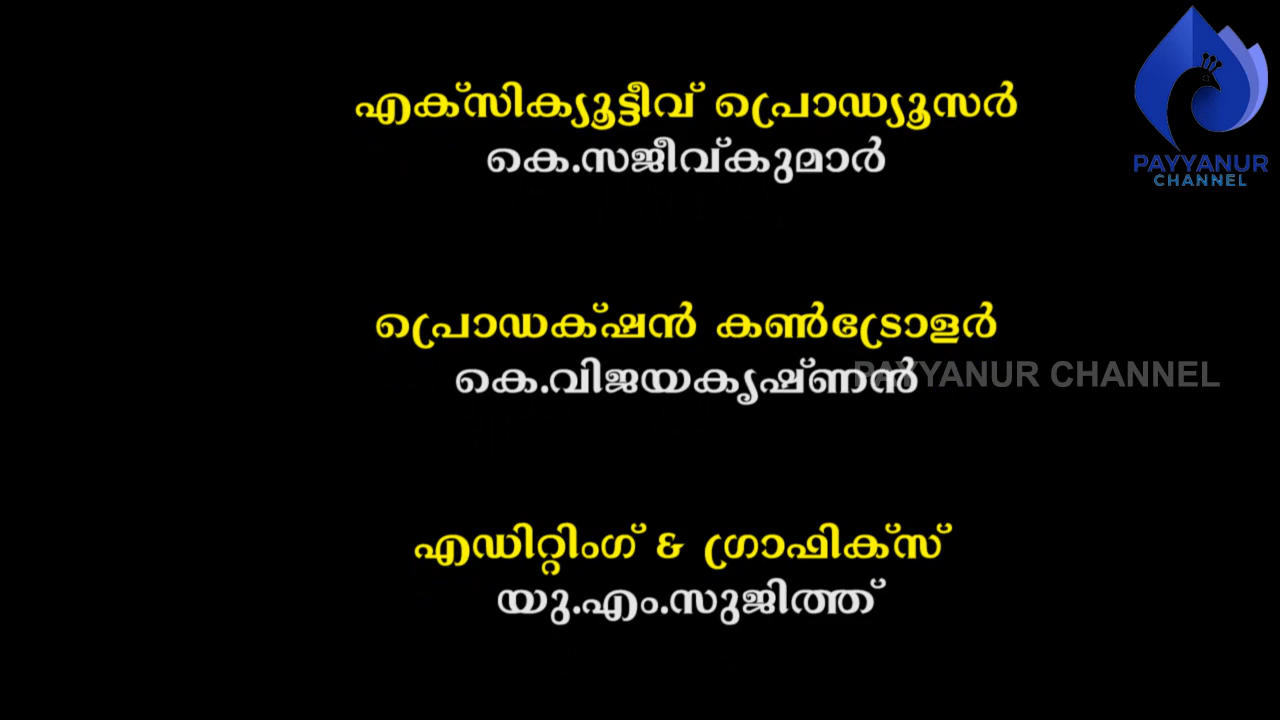 എക്സിക്യൂട്ടീവ് പ്രൊഡ്യൂസർ
കെ.സജീവ്കുമാർ
PAYYANUR
CHANNEL
പ്രൊഡക്ഷൻ കൺട്രോളർ
കെ.വിജയകൃഷ്ണൻ
PAYYANUR CHANNEL
എഡിറ്റിംഗ് & ഗ്രാഫിക്സ്
യു.എം.സുജിത്ത്